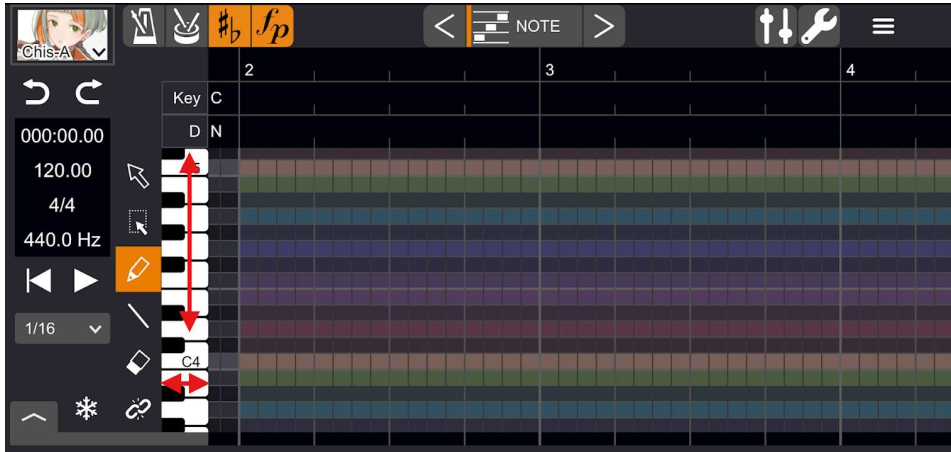 Chis-A
♯♭ fp
NOTE
2 3 4
Key C
D N
000:00.00
120.00
4/4
440.0 Hz
1/16
C4